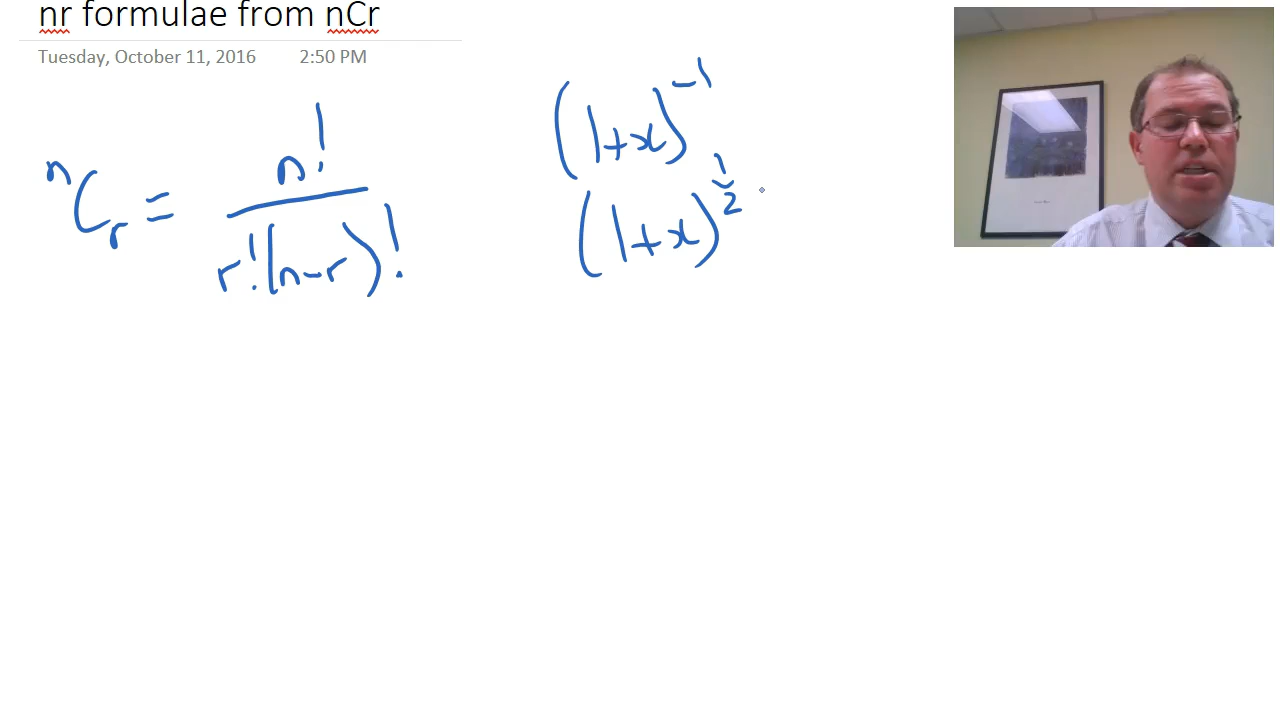 nr formulae from nCr
Tuesday, October 11, 2016 2:50 PM
ⁿCᵣ = n! / r!(n-r)!
(1+x)⁻¹
(1+x)^½